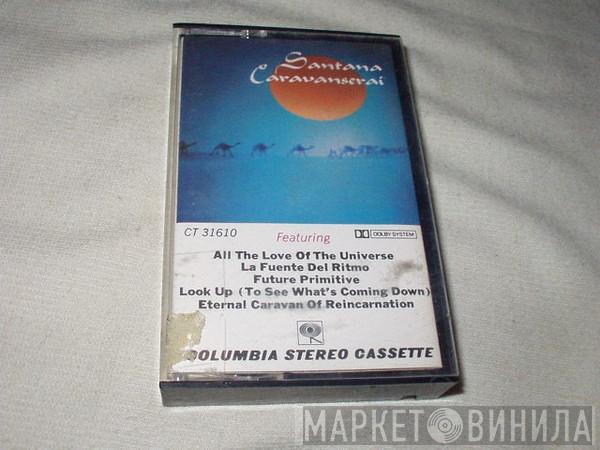 Santana
Caravanserai
CT 31610
Featuring
DOLBY SYSTEM
All The Love Of The Universe
La Fuente Del Ritmo
Future Primitive
Look Up (To See What's Coming Down)
Eternal Caravan Of Reincarnation
COLUMBIA STEREO CASSETTE
МАРКЕТ ВИНИЛА